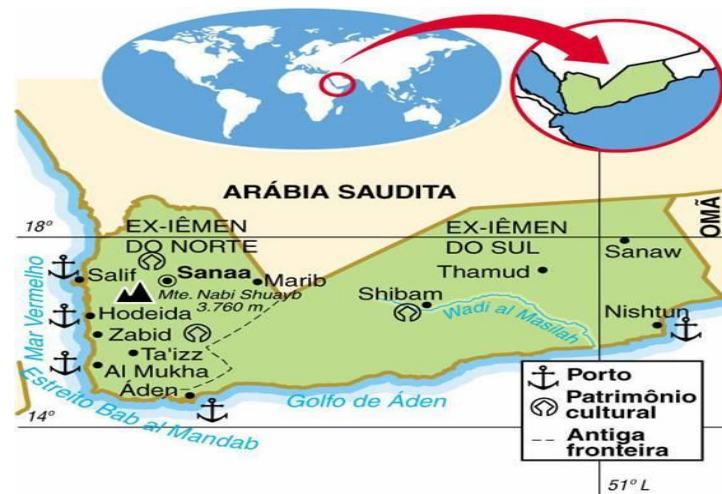 ARÁBIA SAUDITA
OMÃ
18º
EX-IÊMEN
DO NORTE
EX-IÊMEN
DO SUL
Sanaw
Salif
Sanaa
Marib
Thamud
Mte. Nabi Shuayb
3.760 m
Shibam
Wadi al Masilah
Nishtun
Mar Vermelho
Hodeida
Zabid
Ta'izz
Al Mukha
Áden
Estreito Bab al Mandab
Golfo de Áden
14º
Porto
Patrimônio
cultural
Antiga
fronteira
51º L